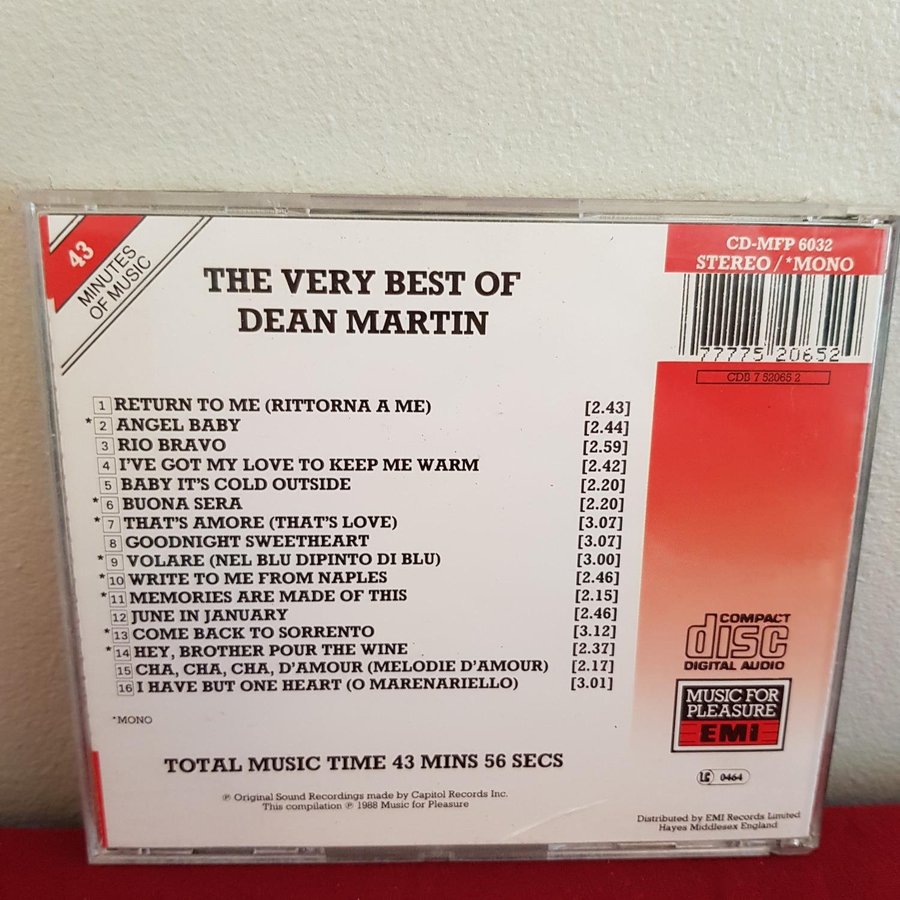 43
MINUTES
OF MUSIC
THE VERY BEST OF
DEAN MARTIN
CD-MFP 6032
STEREO / *MONO
77775 20652
CDB 7 52065 2
1 RETURN TO ME (RITTORNA A ME) [2.43]
* 2 ANGEL BABY [2.44]
3 RIO BRAVO [2.59]
4 I'VE GOT MY LOVE TO KEEP ME WARM [2.42]
5 BABY IT'S COLD OUTSIDE [2.20]
* 6 BUONA SERA [2.20]
* 7 THAT'S AMORE (THAT'S LOVE) [3.07]
8 GOODNIGHT SWEETHEART [3.07]
* 9 VOLARE (NEL BLU DIPINTO DI BLU) [3.00]
* 10 WRITE TO ME FROM NAPLES [2.46]
* 11 MEMORIES ARE MADE OF THIS [2.15]
12 JUNE IN JANUARY [2.46]
* 13 COME BACK TO SORRENTO [3.12]
* 14 HEY, BROTHER POUR THE WINE [2.37]
15 CHA, CHA, CHA, D'AMOUR (MELODIE D'AMOUR) [2.17]
16 I HAVE BUT ONE HEART (O MARENARIELLO) [3.01]
*MONO
TOTAL MUSIC TIME 43 MINS 56 SECS
℗ Original Sound Recordings made by Capitol Records Inc.
This compilation ℗ 1988 Music for Pleasure
COMPACT
disc
DIGITAL AUDIO
MUSIC FOR
PLEASURE
EMI
LC 0464
Distributed by EMI Records Limited
Hayes Middlesex England